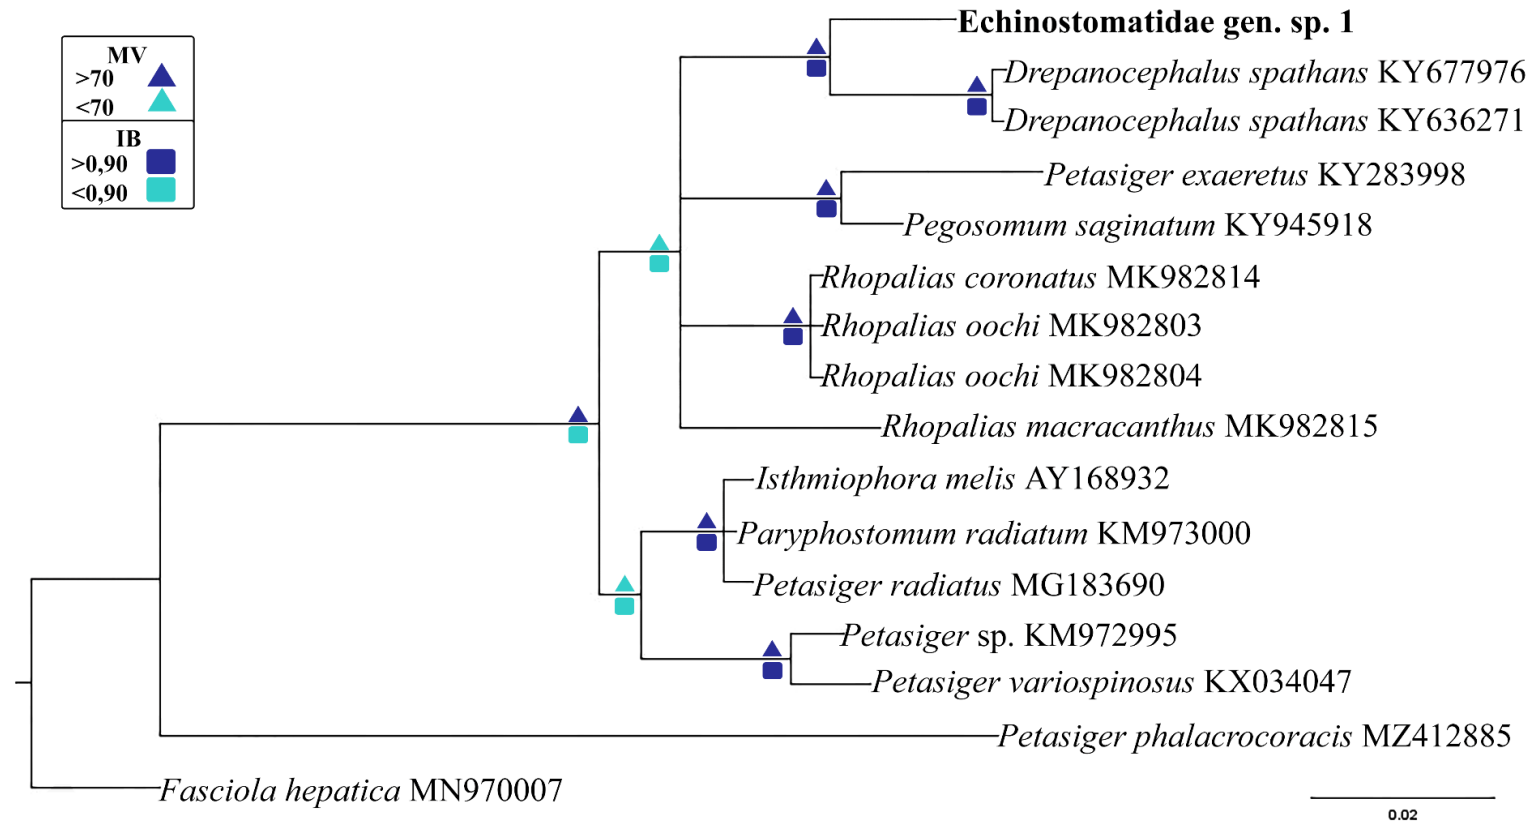 MV
>70
<70
IB
>0,90
<0,90
Echinostomatidae gen. sp. 1
Drepanocephalus spathans KY677976
Drepanocephalus spathans KY636271
Petasiger exaeretus KY283998
Pegosomum saginatum KY945918
Rhopalias coronatus MK982814
Rhopalias oochi MK982803
Rhopalias oochi MK982804
Rhopalias macracanthus MK982815
Isthmiophora melis AY168932
Paryphostomum radiatum KM973000
Petasiger radiatus MG183690
Petasiger sp. KM972995
Petasiger variospinosus KX034047
Petasiger phalacrocoracis MZ412885
Fasciola hepatica MN970007
0.02